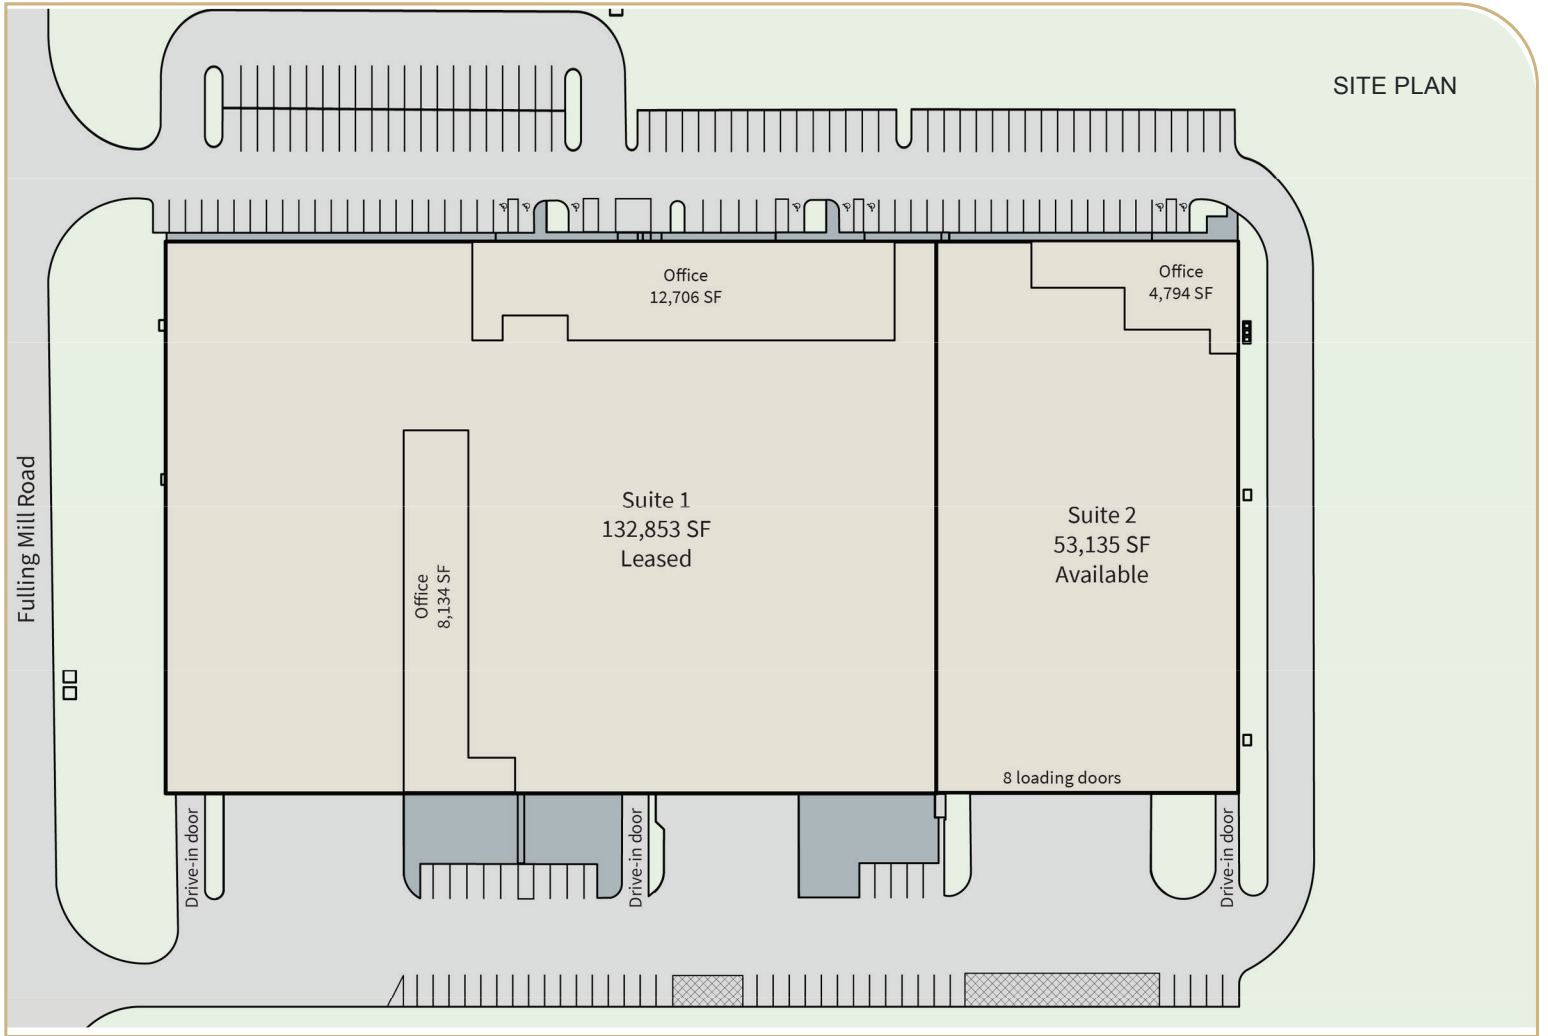 SITE PLAN
Office
12,706 SF
Office
4,794 SF
Fulling Mill Road
Suite 1
132,853 SF
Leased
Suite 2
53,135 SF
Available
Office
8,134 SF
8 loading doors
Drive-in door
Drive-in door
Drive-in door